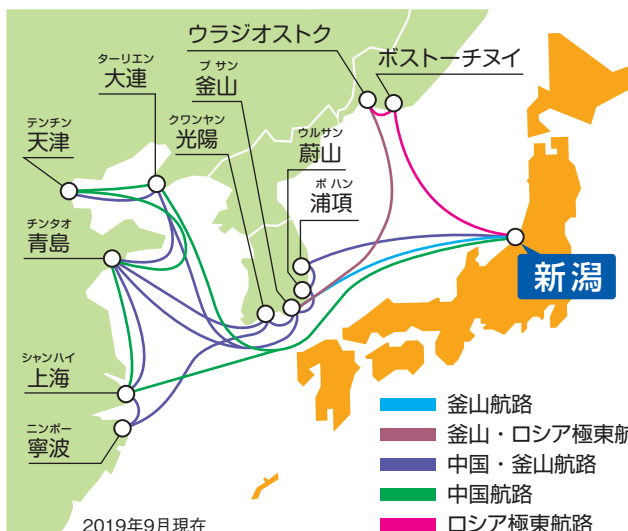 ウラジオストク
ボストーチヌイ
ターリエン
大連
プサン
釜山
テンチン
天津
クワンヤン
光陽
ウルサン
蔚山
ポハン
浦項
チンタオ
青島
新潟
シャンハイ
上海
ニンポー
寧波
釜山航路
釜山・ロシア極東航
中国・釜山航路
中国航路
ロシア極東航路
2019年9月現在